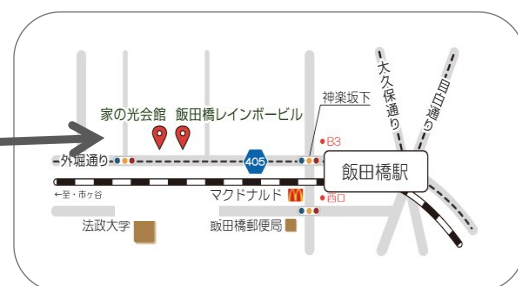 大久保通り
目白通り
神楽坂下
家の光会館 飯田橋レインボービル
B3
外堀通り
405
飯田橋駅
←至・市ヶ谷
マクドナルド
西口
法政大学
飯田橋郵便局